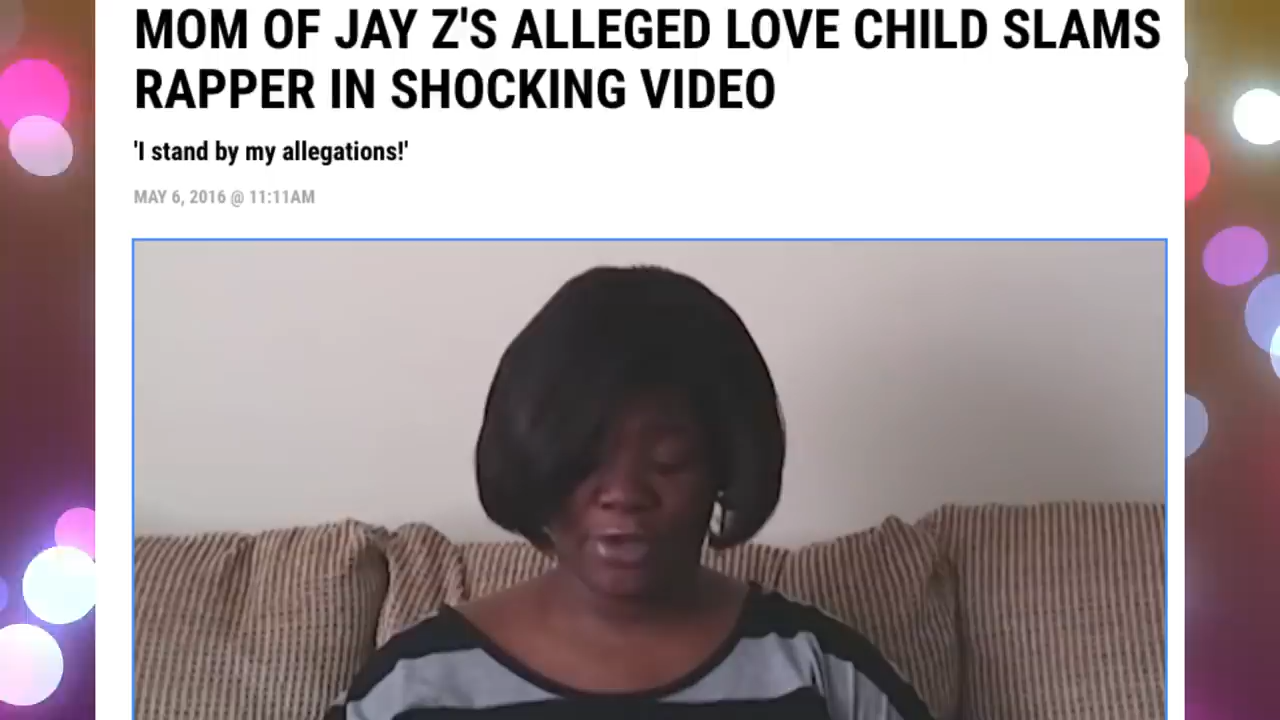 MOM OF JAY Z'S ALLEGED LOVE CHILD SLAMS
RAPPER IN SHOCKING VIDEO
'I stand by my allegations!'
MAY 6, 2016 @ 11:11AM